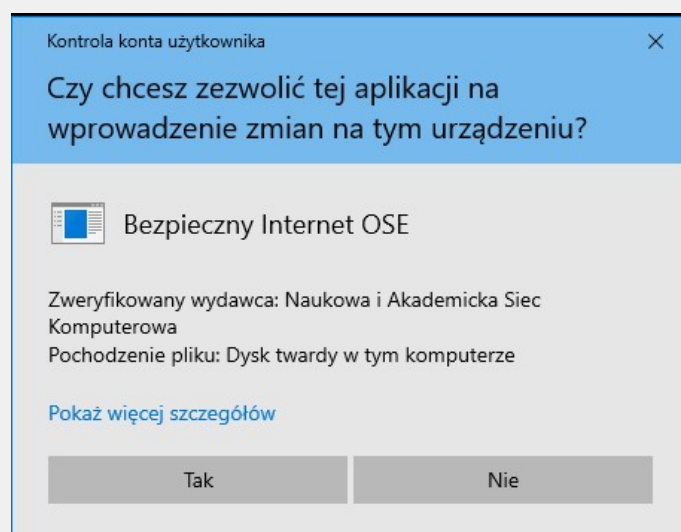 Kontrola konta użytkownika
Czy chcesz zezwolić tej aplikacji na
wprowadzenie zmian na tym urządzeniu?
Bezpieczny Internet OSE
Zweryfikowany wydawca: Naukowa i Akademicka Siec
Komputerowa
Pochodzenie pliku: Dysk twardy w tym komputerze
Pokaż więcej szczegółów
Tak
Nie